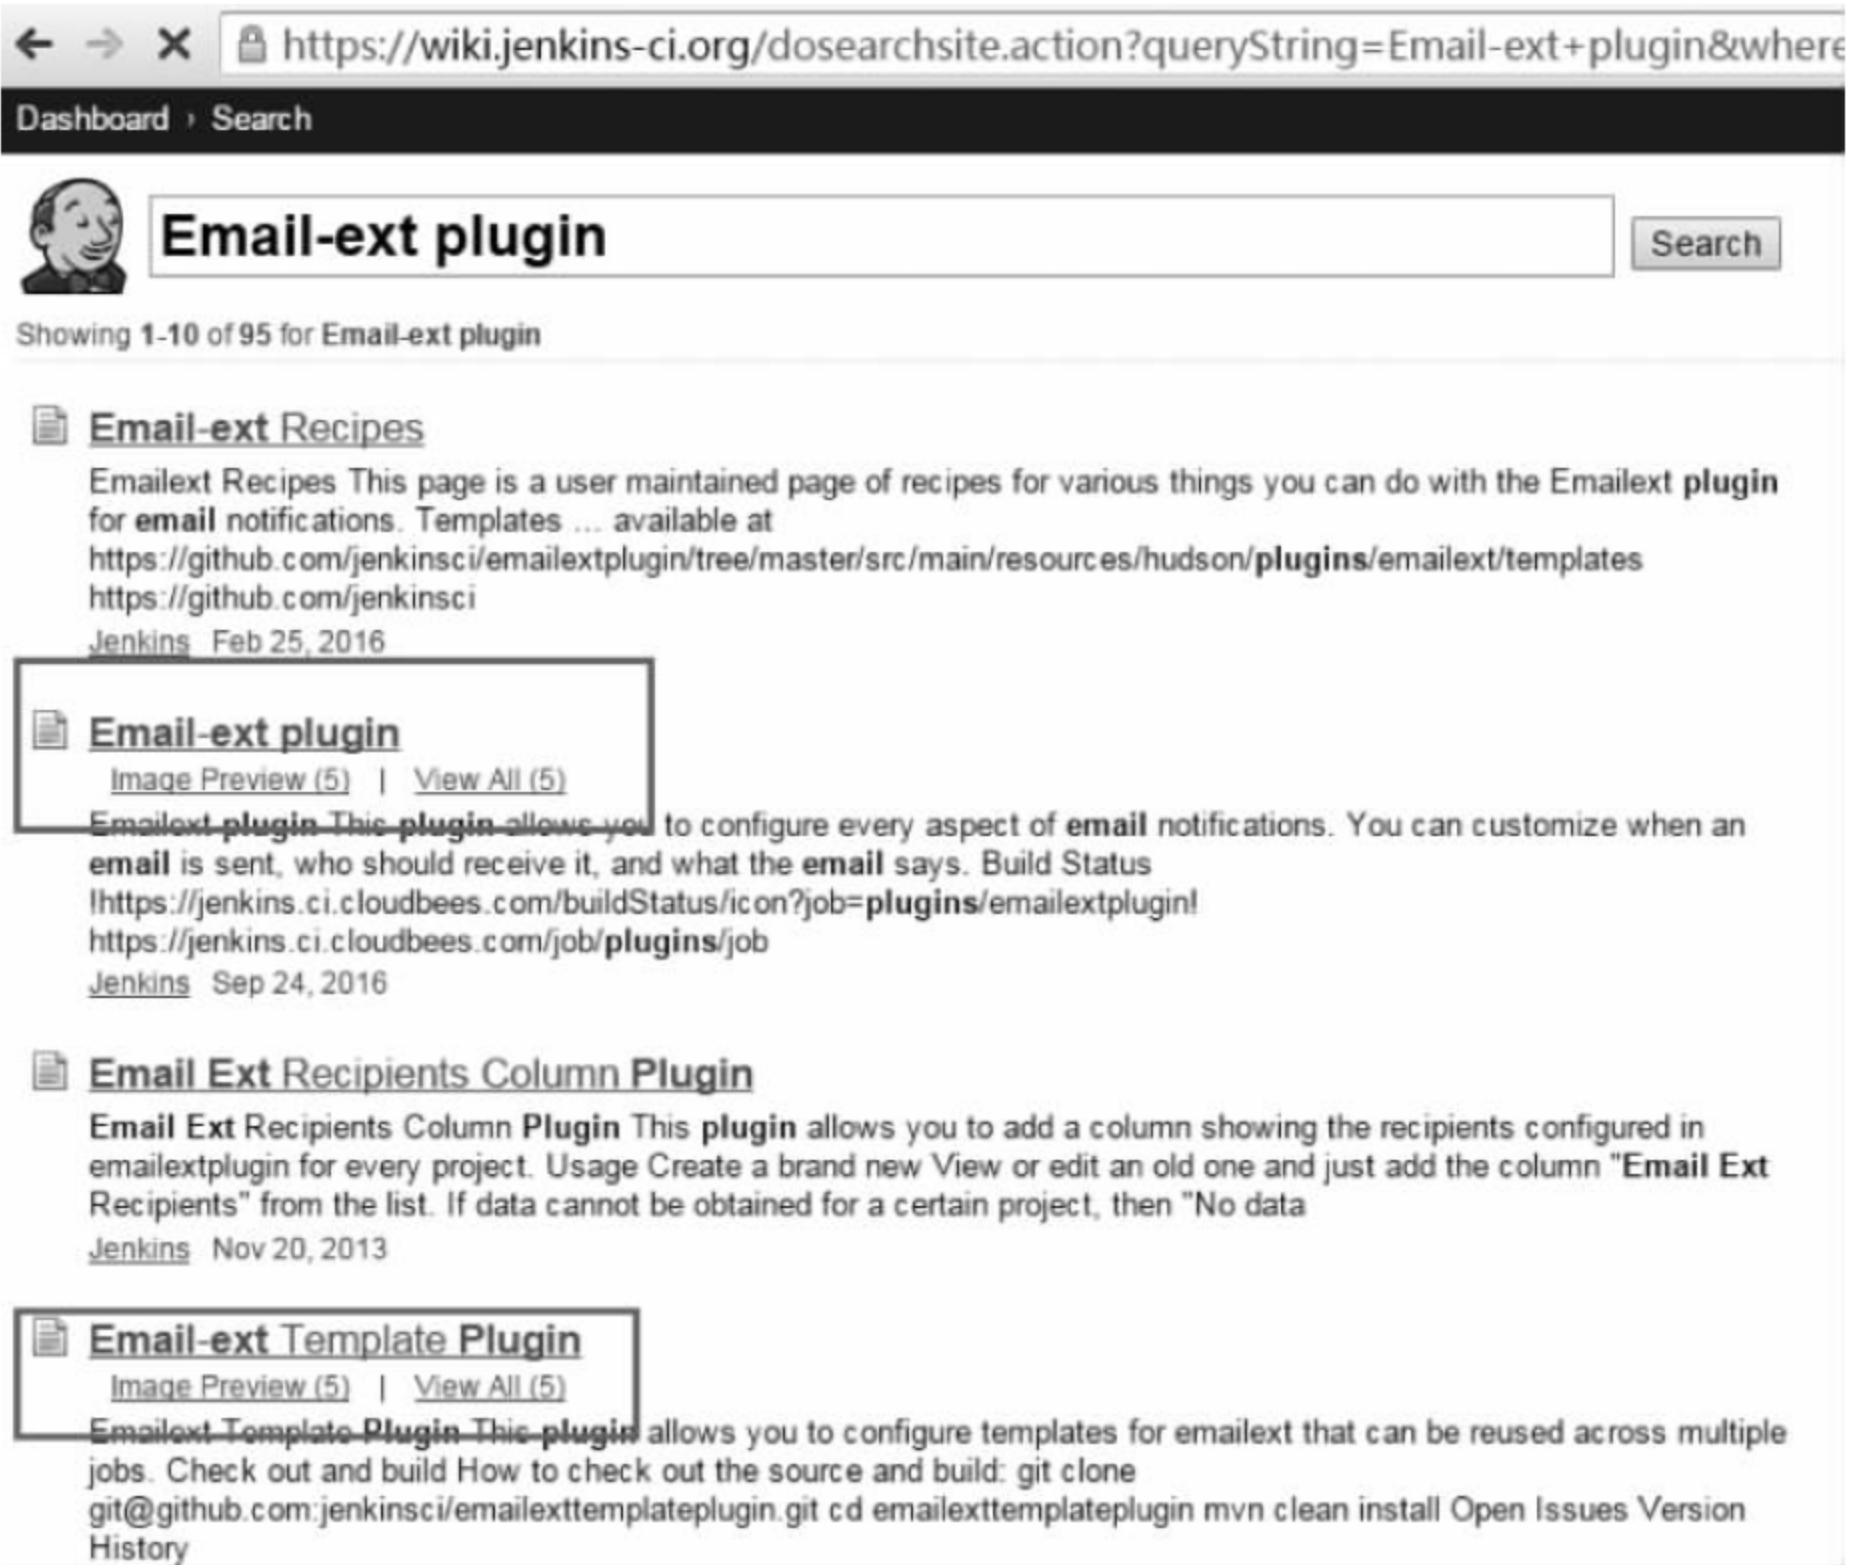 https://wiki.jenkins-ci.org/dosearchsite.action?queryString=Email-ext+plugin&where
Dashboard › Search
Email-ext plugin
Search
Showing 1-10 of 95 for Email-ext plugin
Email-ext Recipes
Emailext Recipes This page is a user maintained page of recipes for various things you can do with the Emailext plugin
for email notifications. Templates ... available at
https://github.com/jenkinsci/emailextplugin/tree/master/src/main/resources/hudson/plugins/emailext/templates
https://github.com/jenkinsci
Jenkins Feb 25, 2016
Email-ext plugin
Image Preview (5) | View All (5)
Emailext plugin This plugin allows you to configure every aspect of email notifications. You can customize when an
email is sent, who should receive it, and what the email says. Build Status
!https://jenkins.ci.cloudbees.com/buildStatus/icon?job=plugins/emailextplugin!
https://jenkins.ci.cloudbees.com/job/plugins/job
Jenkins Sep 24, 2016
Email Ext Recipients Column Plugin
Email Ext Recipients Column Plugin This plugin allows you to add a column showing the recipients configured in
emailextplugin for every project. Usage Create a brand new View or edit an old one and just add the column "Email Ext
Recipients" from the list. If data cannot be obtained for a certain project, then "No data
Jenkins Nov 20, 2013
Email-ext Template Plugin
Image Preview (5) | View All (5)
Emailext Template Plugin This plugin allows you to configure templates for emailext that can be reused across multiple
jobs. Check out and build How to check out the source and build: git clone
git@github.com:jenkinsci/emailexttemplateplugin.git cd emailexttemplateplugin mvn clean install Open Issues Version
History